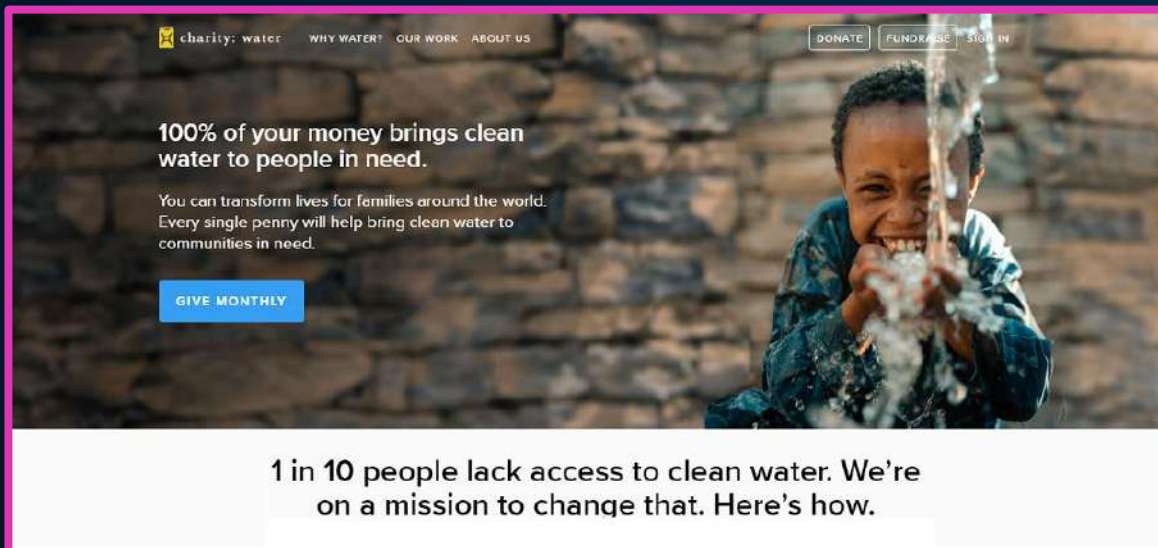 charity: water WHY WATER? OUR WORK ABOUT US DONATE FUNDRAISE SIGN IN
100% of your money brings clean
water to people in need.
You can transform lives for families around the world.
Every single penny will help bring clean water to
communities in need.
GIVE MONTHLY
1 in 10 people lack access to clean water. We're
on a mission to change that. Here's how.